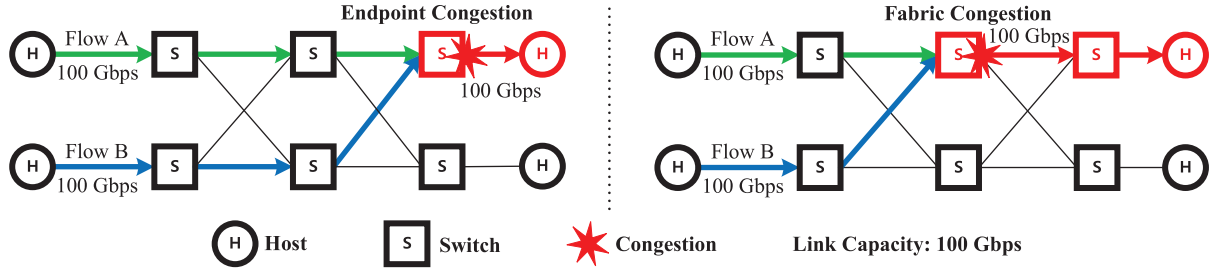 Endpoint Congestion
Flow A
100 Gbps
H
S
S
S
H
100 Gbps
Flow B
100 Gbps
H
S
S
S
H
Fabric Congestion
Flow A
100 Gbps
100 Gbps
H
S
S
S
H
Flow B
100 Gbps
H
S
S
S
H
H Host
S Switch
Congestion
Link Capacity: 100 Gbps